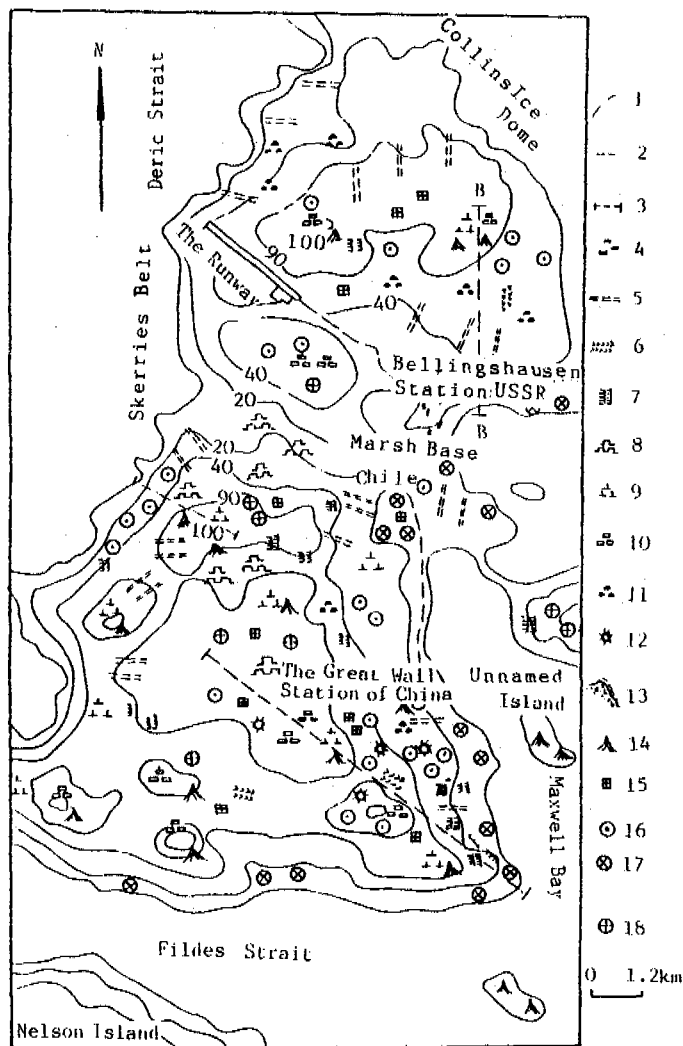 N
Deric Strait
Collins Ice Dome
B
100
90
The Runway
40
Skerries Belt
40
Bellingshausen
Station USSR
20
B
Marsh Base
20
40
Chile
90
100
The Great Wall
Station of China
Unnamed
Island
Maxwell Bay
Fildes Strait
Nelson Island
1
2
3
4
5
6
7
8
9
10
11
12
13
14
15
16
17
18
0 1.2km